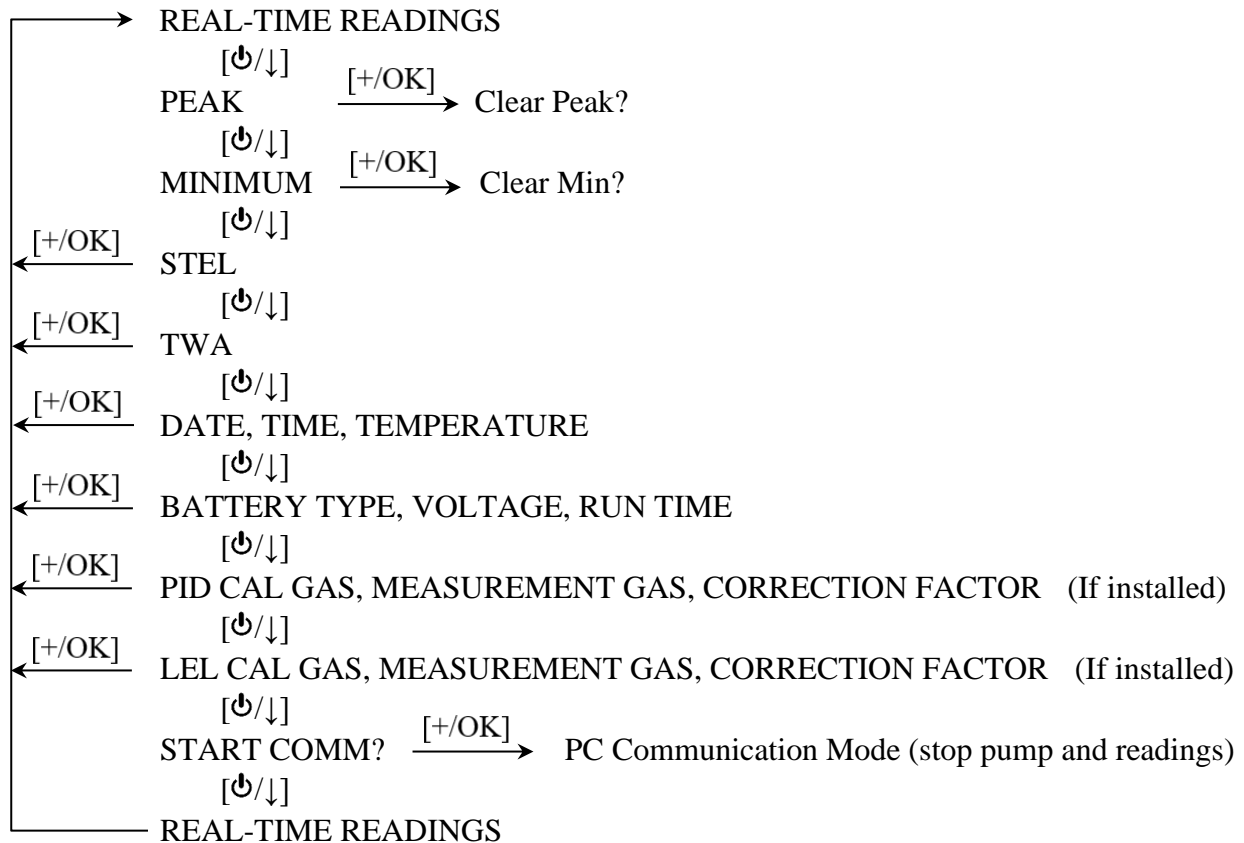 REAL-TIME READINGS
[⏻/↓]
PEAK [+/OK] Clear Peak?
[⏻/↓]
MINIMUM [+/OK] Clear Min?
[⏻/↓]
[+/OK] STEL
[⏻/↓]
[+/OK] TWA
[⏻/↓]
[+/OK] DATE, TIME, TEMPERATURE
[⏻/↓]
[+/OK] BATTERY TYPE, VOLTAGE, RUN TIME
[⏻/↓]
[+/OK] PID CAL GAS, MEASUREMENT GAS, CORRECTION FACTOR (If installed)
[⏻/↓]
[+/OK] LEL CAL GAS, MEASUREMENT GAS, CORRECTION FACTOR (If installed)
[⏻/↓]
START COMM? [+/OK] PC Communication Mode (stop pump and readings)
[⏻/↓]
REAL-TIME READINGS